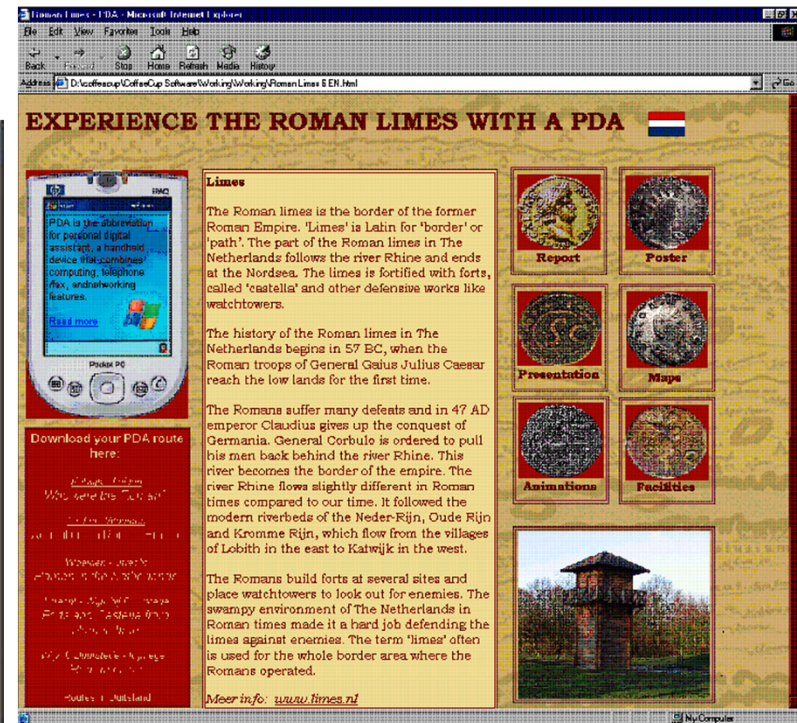 Roman Limes - PDA - Microsoft Internet Explorer
File Edit View Favorites Tools Help
Back Forward Stop Home Refresh Media History
Address D:\coffeecup\CoffeeCup Software\Working\Working\Roman Limes 6 EN.html Go
EXPERIENCE THE ROMAN LIMES WITH A PDA
hp iPAQ
PDA is the abbreviation
for personal digital
assistant, a handheld
device that combines
computing, telephone
/fax, and networking
features.
Read more
Pocket PC
Download your PDA route
here:
Limes
The Roman limes is the border of the former
Roman Empire. 'Limes' is Latin for 'border' or
'path'. The part of the Roman limes in The
Netherlands follows the river Rhine and ends
at the Nordsea. The limes is fortified with forts,
called 'castella' and other defensive works like
watchtowers.
The history of the Roman limes in The
Netherlands begins in 57 BC, when the
Roman troops of General Gaius Julius Caesar
reach the low lands for the first time.
The Romans suffer many defeats and in 47 AD
emperor Claudius gives up the conquest of
Germania. General Corbulo is ordered to pull
his men back behind the river Rhine. This
river becomes the border of the empire. The
river Rhine flows slightly different in Roman
times compared to our time. It followed the
modern riverbeds of the Neder-Rijn, Oude Rijn
and Kromme Rijn, which flow from the villages
of Lobith in the east to Katwijk in the west.
The Romans build forts at several sites and
place watchtowers to look out for enemies. The
swampy environment of The Netherlands in
Roman times made it a hard job defending the
limes against enemies. The term 'limes' often
is used for the whole border area where the
Romans operated.
Meer info: www.limes.nl
Report Poster
Presentation Maps
Animations Facilities
My Computer